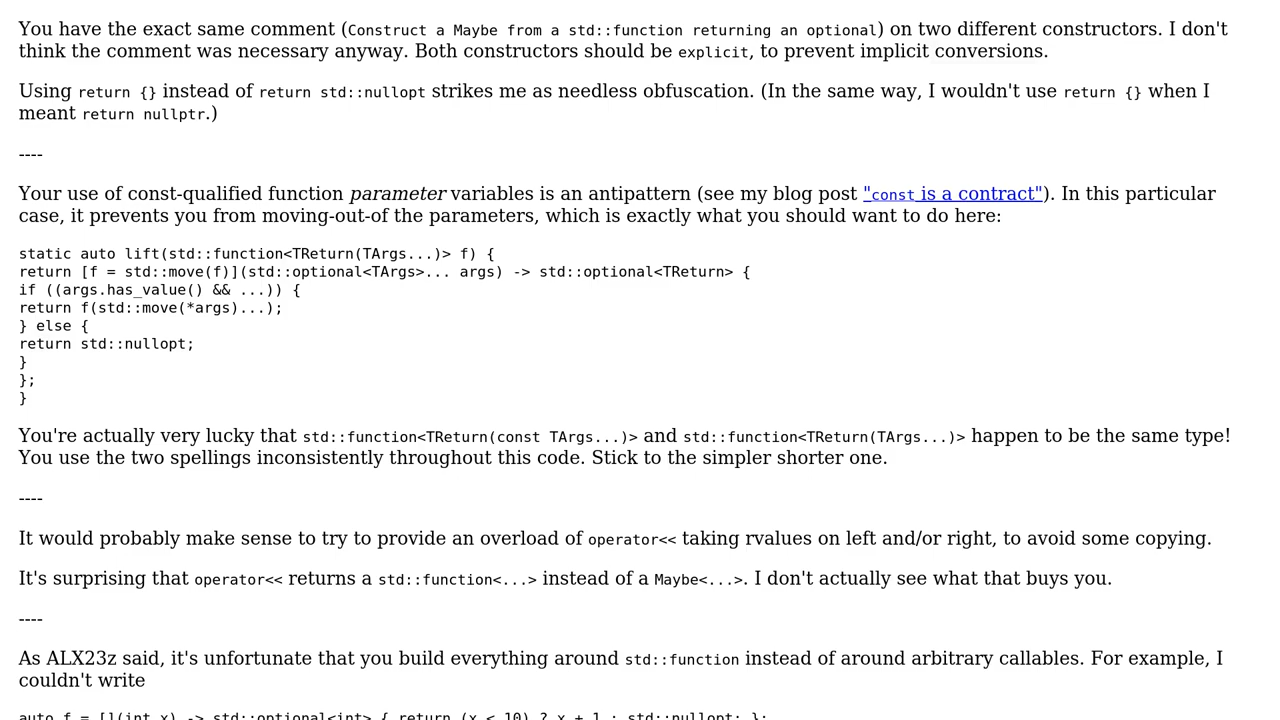 You have the exact same comment (Construct a Maybe from a std::function returning an optional) on two different constructors. I don't
think the comment was necessary anyway. Both constructors should be explicit, to prevent implicit conversions.
Using return {} instead of return std::nullopt strikes me as needless obfuscation. (In the same way, I wouldn't use return {} when I
meant return nullptr.)
----
Your use of const-qualified function parameter variables is an antipattern (see my blog post "const is a contract"). In this particular
case, it prevents you from moving-out-of the parameters, which is exactly what you should want to do here:
static auto lift(std::function<TReturn(TArgs...)> f) {
return [f = std::move(f)](std::optional<TArgs>... args) -> std::optional<TReturn> {
if ((args.has_value() && ...)) {
return f(std::move(*args)...);
} else {
return std::nullopt;
}
};
}
You're actually very lucky that std::function<TReturn(const TArgs...)> and std::function<TReturn(TArgs...)> happen to be the same type!
You use the two spellings inconsistently throughout this code. Stick to the simpler shorter one.
----
It would probably make sense to try to provide an overload of operator<< taking rvalues on left and/or right, to avoid some copying.
It's surprising that operator<< returns a std::function<...> instead of a Maybe<...>. I don't actually see what that buys you.
----
As ALX23z said, it's unfortunate that you build everything around std::function instead of around arbitrary callables. For example, I
couldn't write
auto f = [](int x) -> std::optional<int> { return (x < 10) ? x + 1 : std::nullopt; };